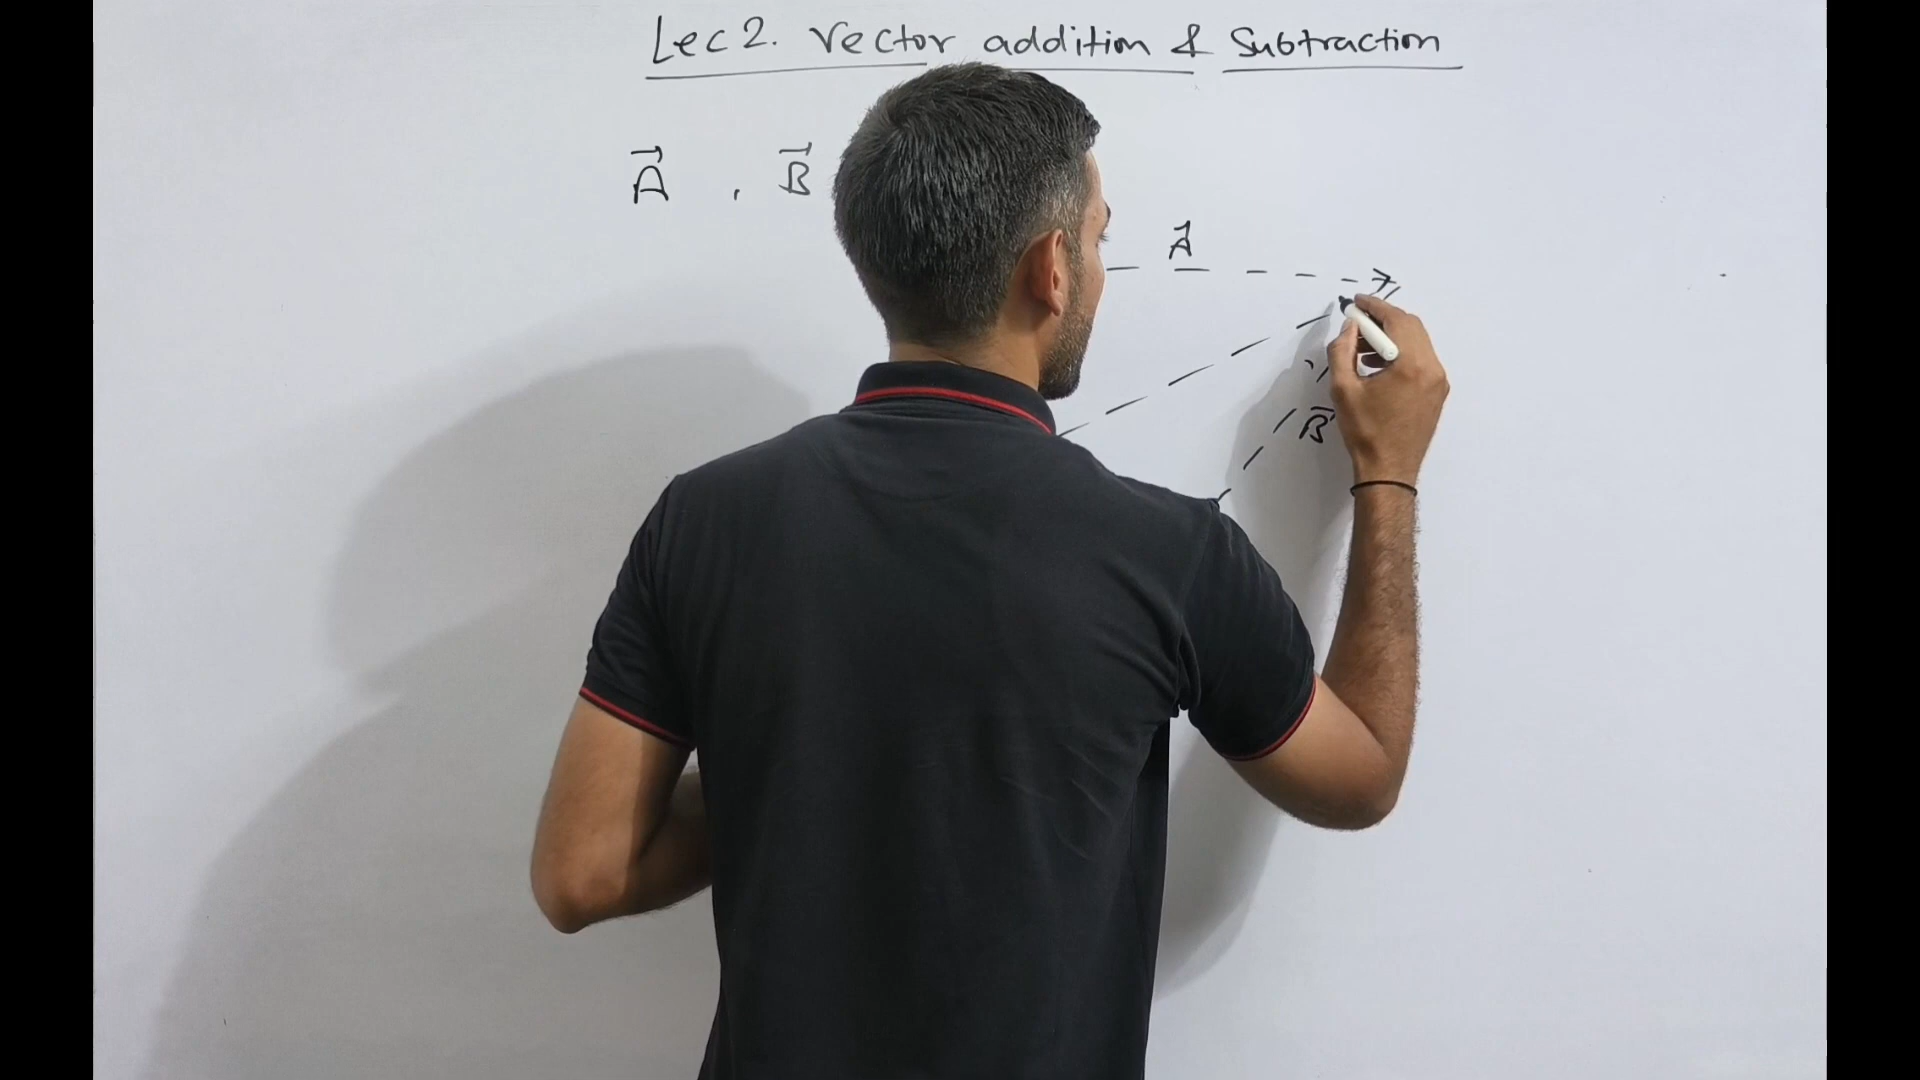 Lec 2. Vector addition & Subtraction
A⃗ , B⃗
A⃗
B⃗